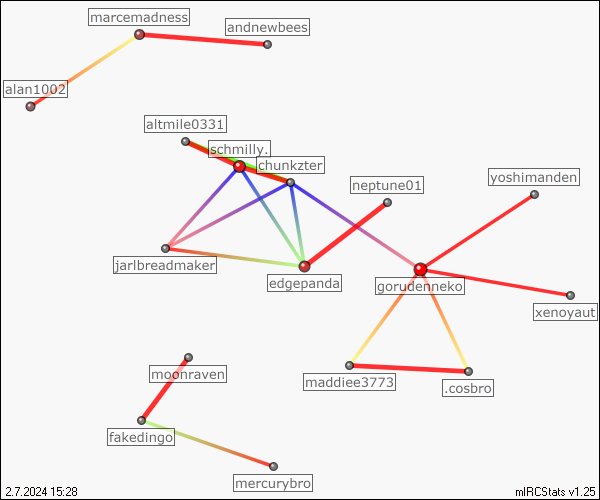 marcemadness
andnewbees
alan1002
altmile0331
schmilly.
chunkzter
neptune01
yoshimanden
jarlbreadmaker
edgepanda
gorudenneko
xenoyaut
moonraven
maddiee3773
.cosbro
fakedingo
mercurybro
2.7.2024 15:28
mIRCStats v1.25